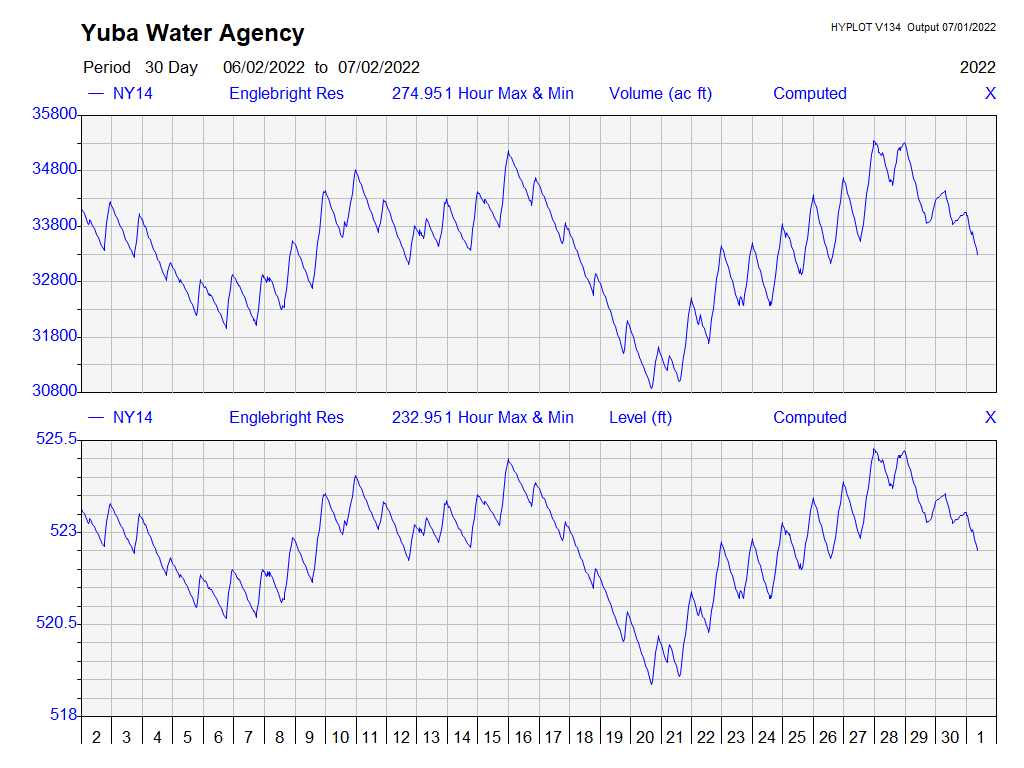 Yuba Water Agency
HYPLOT V134 Output 07/01/2022
Period 30 Day 06/02/2022 to 07/02/2022 2022
NY14 Englebright Res 274.951 Hour Max & Min Volume (ac ft) Computed X
35800
34800
33800
32800
31800
30800
NY14 Englebright Res 232.951 Hour Max & Min Level (ft) Computed X
525.5
523
520.5
518
2 3 4 5 6 7 8 9 10 11 12 13 14 15 16 17 18 19 20 21 22 23 24 25 26 27 28 29 30 1